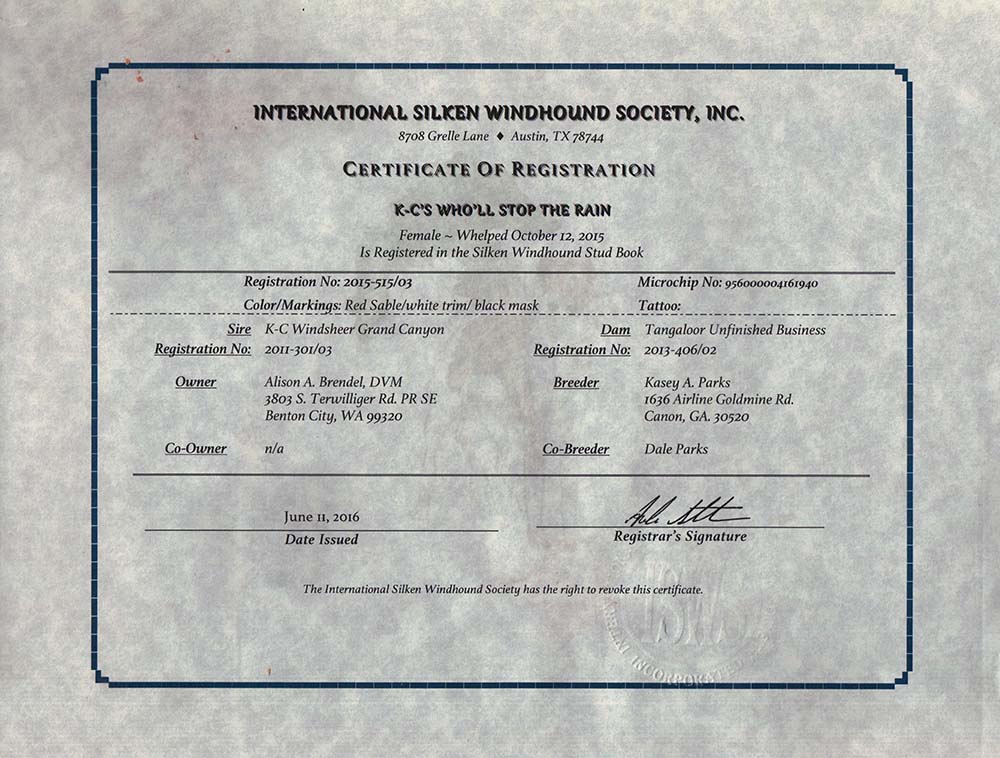 INTERNATIONAL SILKEN WINDHOUND SOCIETY, INC.
8708 Grelle Lane ♦ Austin, TX 78744
CERTIFICATE OF REGISTRATION
K-C'S WHO'LL STOP THE RAIN
Female ~ Whelped October 12, 2015
Is Registered in the Silken Windhound Stud Book
Registration No: 2015-515/03 Microchip No: 956000004161940
Color/Markings: Red Sable/white trim/ black mask Tattoo:
Sire K-C Windsheer Grand Canyon Dam Tangaloor Unfinished Business
Registration No: 2011-301/03 Registration No: 2013-406/02
Owner Alison A. Brendel, DVM Breeder Kasey A. Parks
3803 S. Terwilliger Rd. PR SE 1636 Airline Goldmine Rd.
Benton City, WA 99320 Canon, GA. 30520
Co-Owner n/a Co-Breeder Dale Parks
June 11, 2016
Date Issued Registrar's Signature
The International Silken Windhound Society has the right to revoke this certificate.
INCORPORATED